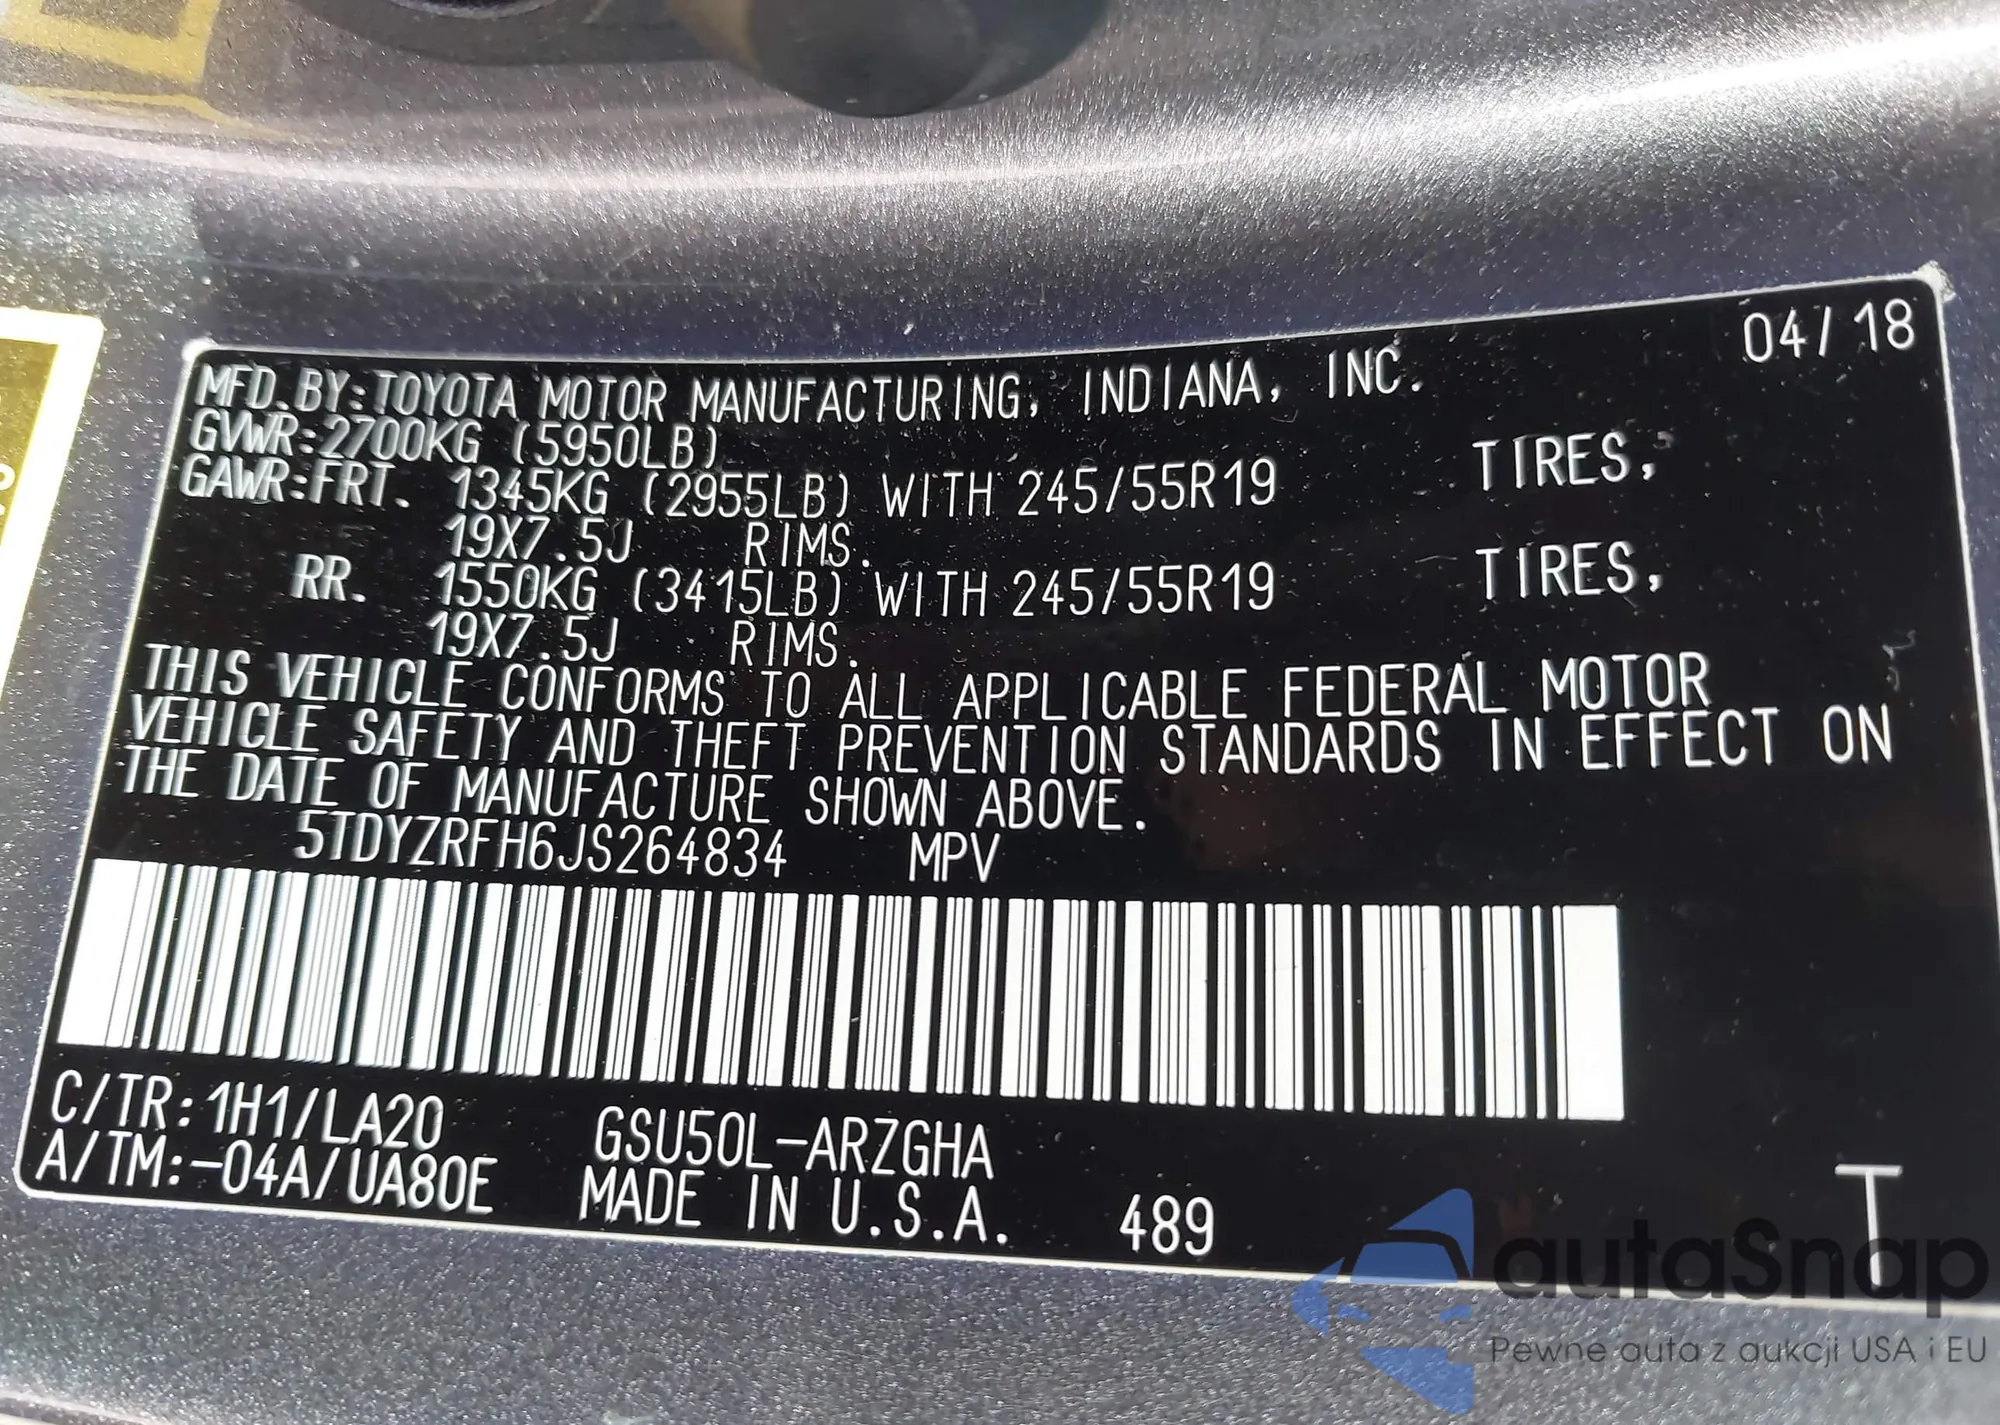 04/18
MFD. BY: TOYOTA MOTOR MANUFACTURING, INDIANA, INC.
GVWR: 2700KG (5950LB)
GAWR: FRT. 1345KG (2955LB) WITH 245/55R19 TIRES,
19X7.5J RIMS.
RR. 1550KG (3415LB) WITH 245/55R19 TIRES,
19X7.5J RIMS.
THIS VEHICLE CONFORMS TO ALL APPLICABLE FEDERAL MOTOR
VEHICLE SAFETY AND THEFT PREVENTION STANDARDS IN EFFECT ON
THE DATE OF MANUFACTURE SHOWN ABOVE.
5TDYZRFH6JS264834 MPV
C/TR: 1H1/LA20 GSU50L-ARZGHA
A/TM: -04A/UA80E MADE IN U.S.A. 489
T
autaSnap
Pewne auta z aukcji USA i EU